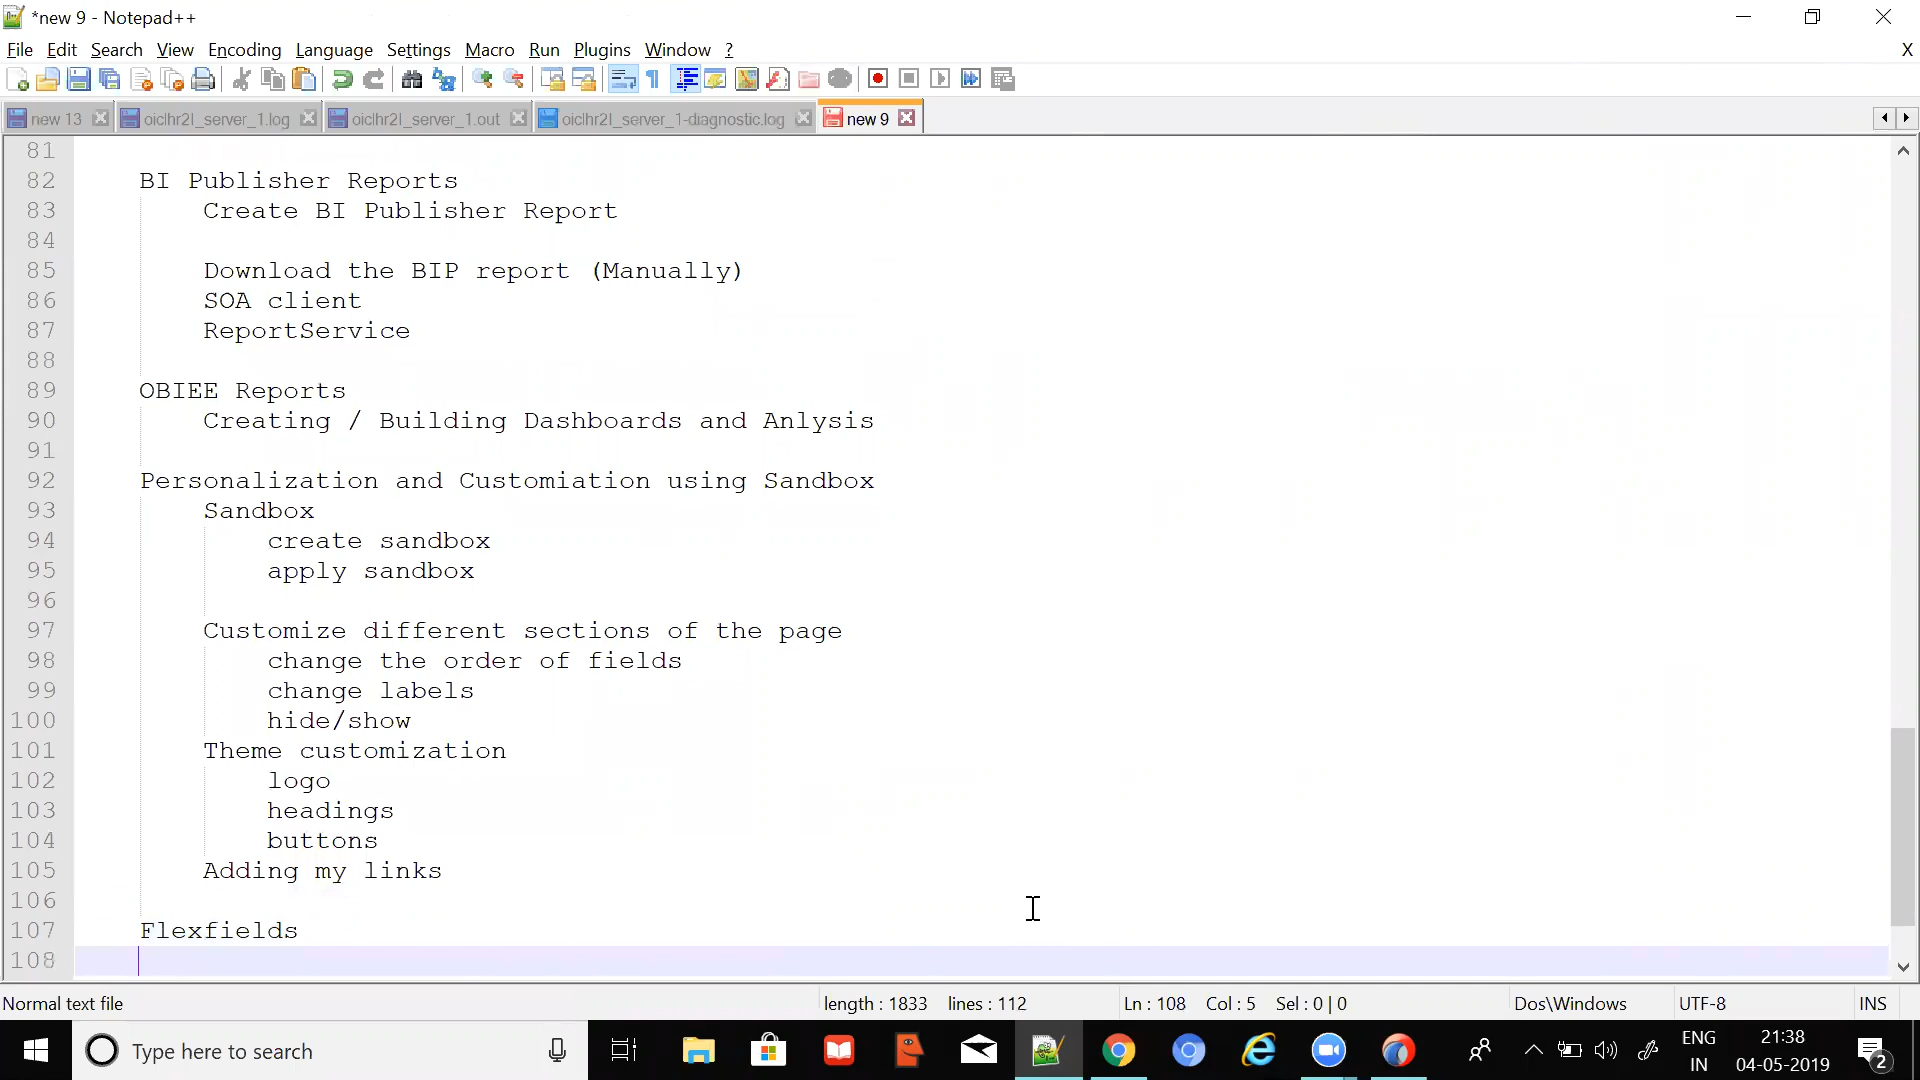 *new 9 - Notepad++
File Edit Search View Encoding Language Settings Macro Run Plugins Window ? X
new 13 oiclhr2l_server_1.log oiclhr2l_server_1.out oiclhr2l_server_1-diagnostic.log new 9
81
82 BI Publisher Reports
83 Create BI Publisher Report
84
85 Download the BIP report (Manually)
86 SOA client
87 ReportService
88
89 OBIEE Reports
90 Creating / Building Dashboards and Anlysis
91
92 Personalization and Customiation using Sandbox
93 Sandbox
94 create sandbox
95 apply sandbox
96
97 Customize different sections of the page
98 change the order of fields
99 change labels
100 hide/show
101 Theme customization
102 logo
103 headings
104 buttons
105 Adding my links
106
107 Flexfields
108
Normal text file length : 1833 lines : 112 Ln : 108 Col : 5 Sel : 0 | 0 Dos\Windows UTF-8 INS
Type here to search ENG 21:38
IN 04-05-2019 2